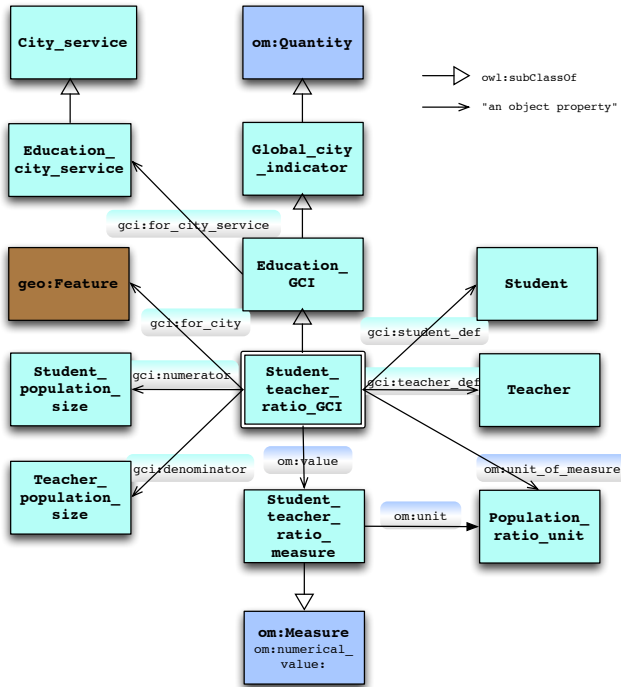 City_service
om:Quantity
owl:subClassOf
"an object property"
Education_
city_service
Global_city
_indicator
gci:for_city_service
Education_
GCI
geo:Feature
Student
gci:for_city
gci:student_def
Student_
population_
size
gci:numerator
Student_
teacher_
ratio_GCI
gci:teacher_def
Teacher
om:value
Teacher_
population_
size
gci:denominator
om:unit_of_measure
Student_
teacher_
ratio_
measure
om:unit
Population_
ratio_unit
om:Measure
om:numerical_
value: